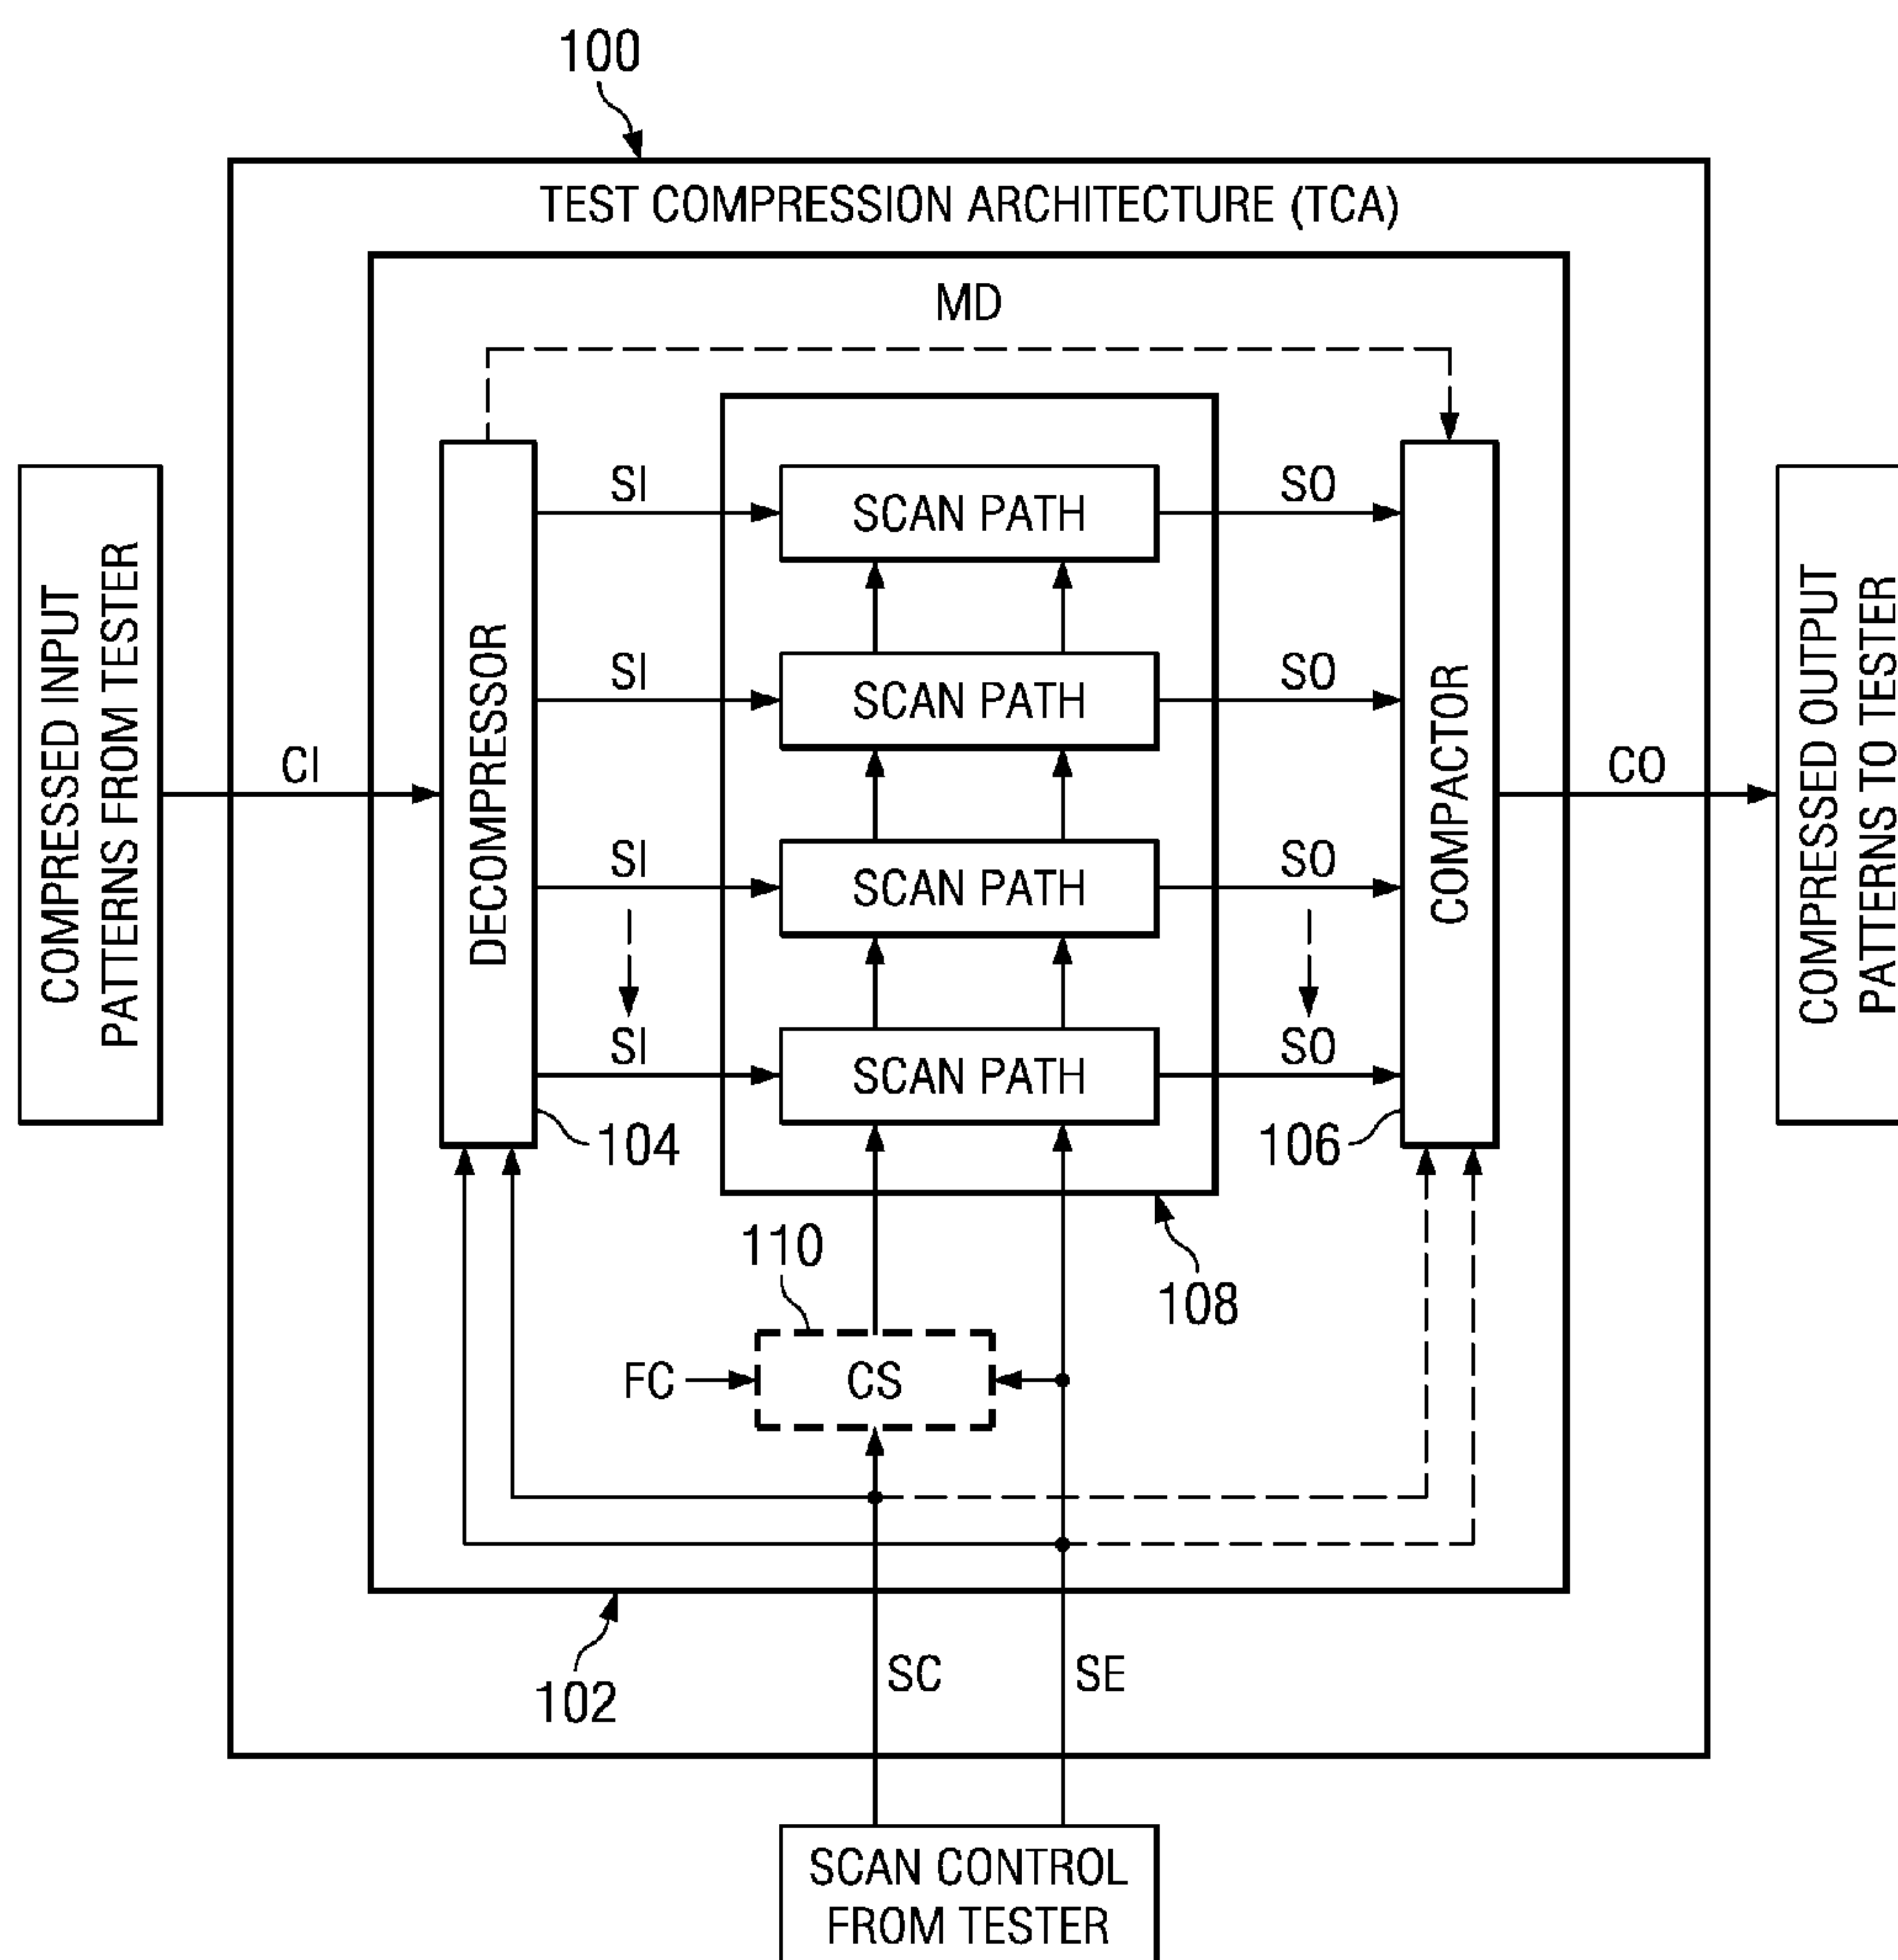 100
TEST COMPRESSION ARCHITECTURE (TCA)
MD
COMPRESSED INPUT
PATTERNS FROM TESTER
CI
DECOMPRESSOR
SI
SCAN PATH
SO
SI
SCAN PATH
SO
SI
SCAN PATH
SO
SI
SCAN PATH
SO
COMPACTOR
CO
COMPRESSED OUTPUT
PATTERNS TO TESTER
104
106
110
108
FC
CS
102
SC
SE
SCAN CONTROL
FROM TESTER